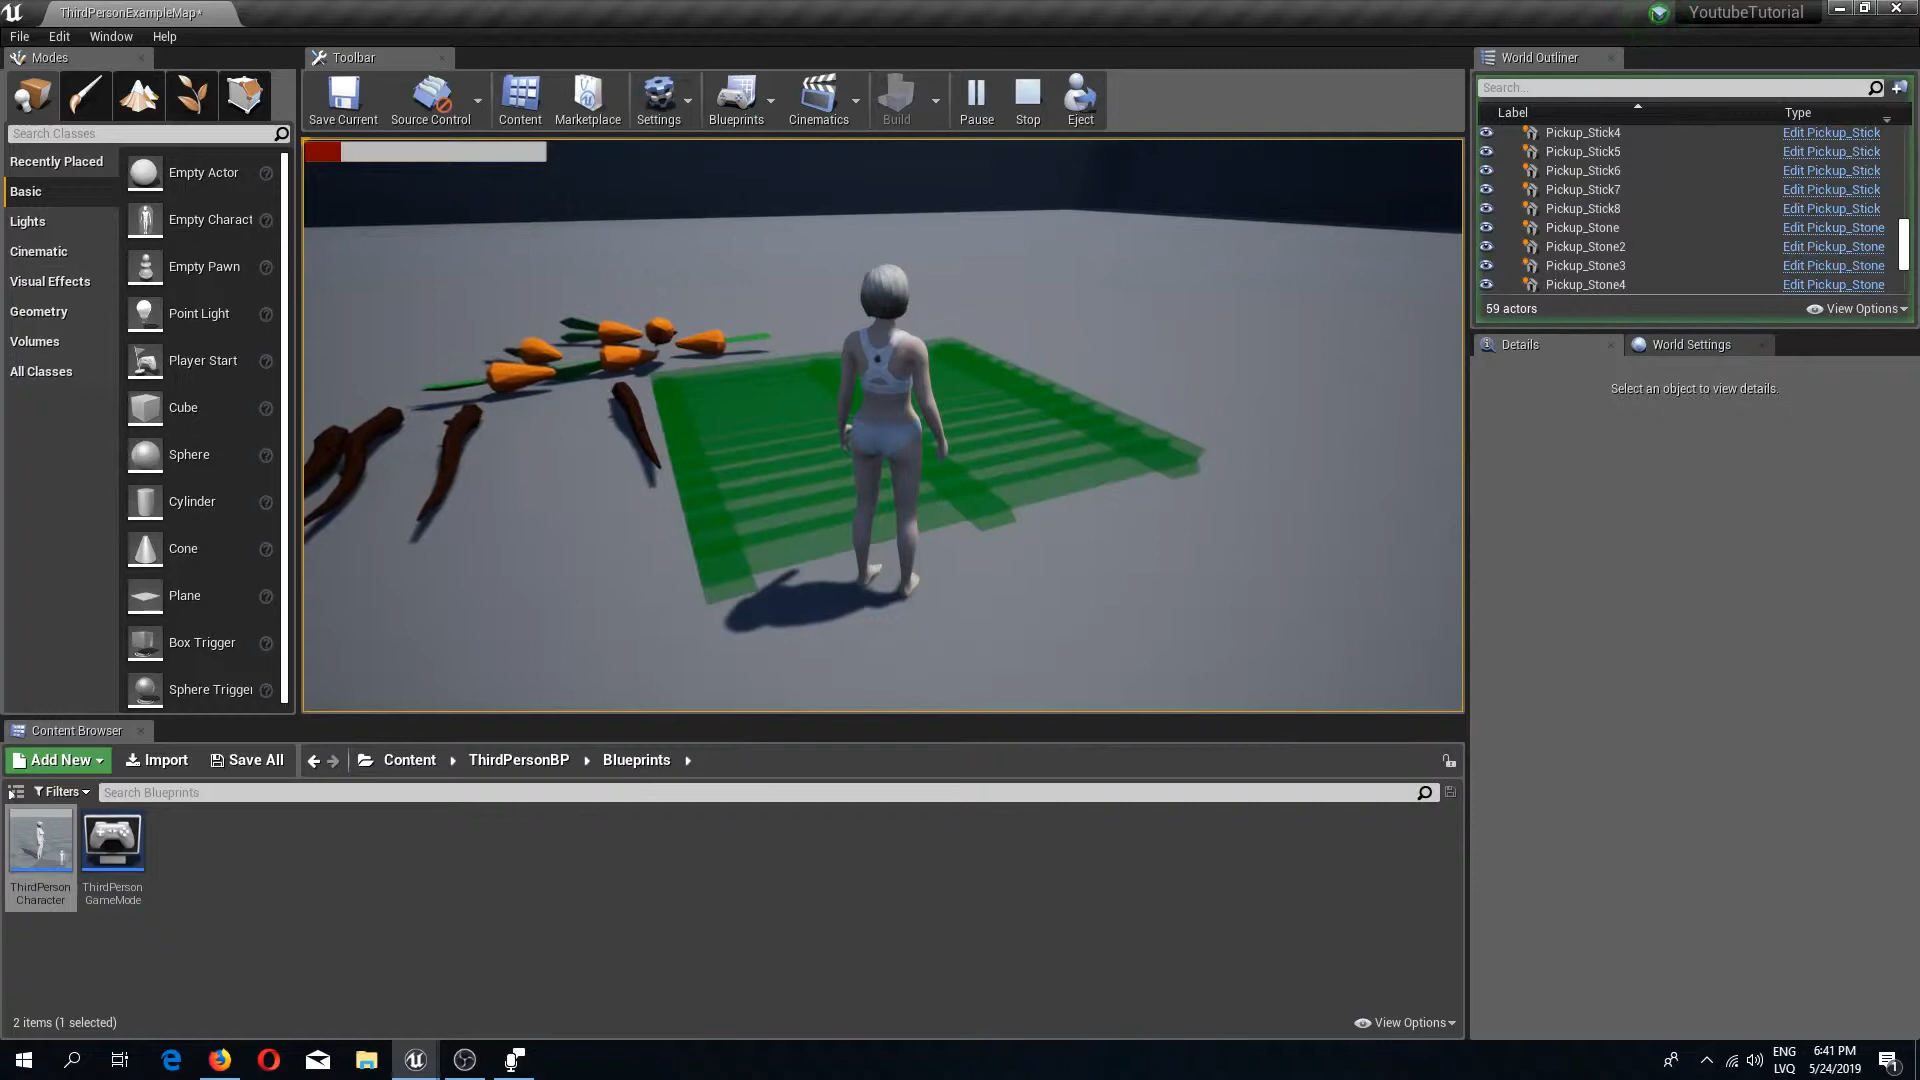 ThirdPersonExampleMap*
YoutubeTutorial
File Edit Window Help
Modes
Toolbar
World Outliner
Search Classes
Save Current
Source Control
Content
Marketplace
Settings
Blueprints
Cinematics
Build
Pause
Stop
Eject
Search...
Label
Type
Pickup_Stick4 Edit Pickup_Stick
Pickup_Stick5 Edit Pickup_Stick
Pickup_Stick6 Edit Pickup_Stick
Pickup_Stick7 Edit Pickup_Stick
Pickup_Stick8 Edit Pickup_Stick
Pickup_Stone Edit Pickup_Stone
Pickup_Stone2 Edit Pickup_Stone
Pickup_Stone3 Edit Pickup_Stone
Pickup_Stone4 Edit Pickup_Stone
59 actors
View Options
Details
World Settings
Select an object to view details.
Recently Placed
Basic
Lights
Cinematic
Visual Effects
Geometry
Volumes
All Classes
Empty Actor
Empty Charact
Empty Pawn
Point Light
Player Start
Cube
Sphere
Cylinder
Cone
Plane
Box Trigger
Sphere Trigger
Content Browser
Add New
Import
Save All
Content
ThirdPersonBP
Blueprints
Filters
Search Blueprints
ThirdPerson
Character
ThirdPerson
GameMode
2 items (1 selected)
View Options
ENG
LVQ
6:41 PM
5/24/2019
1